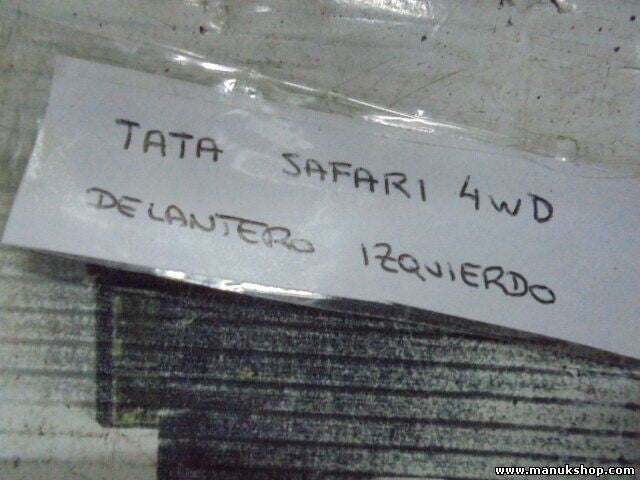 TATA SAFARI 4WD
DELANTERO IZQUIERDO
www.manukshop.com